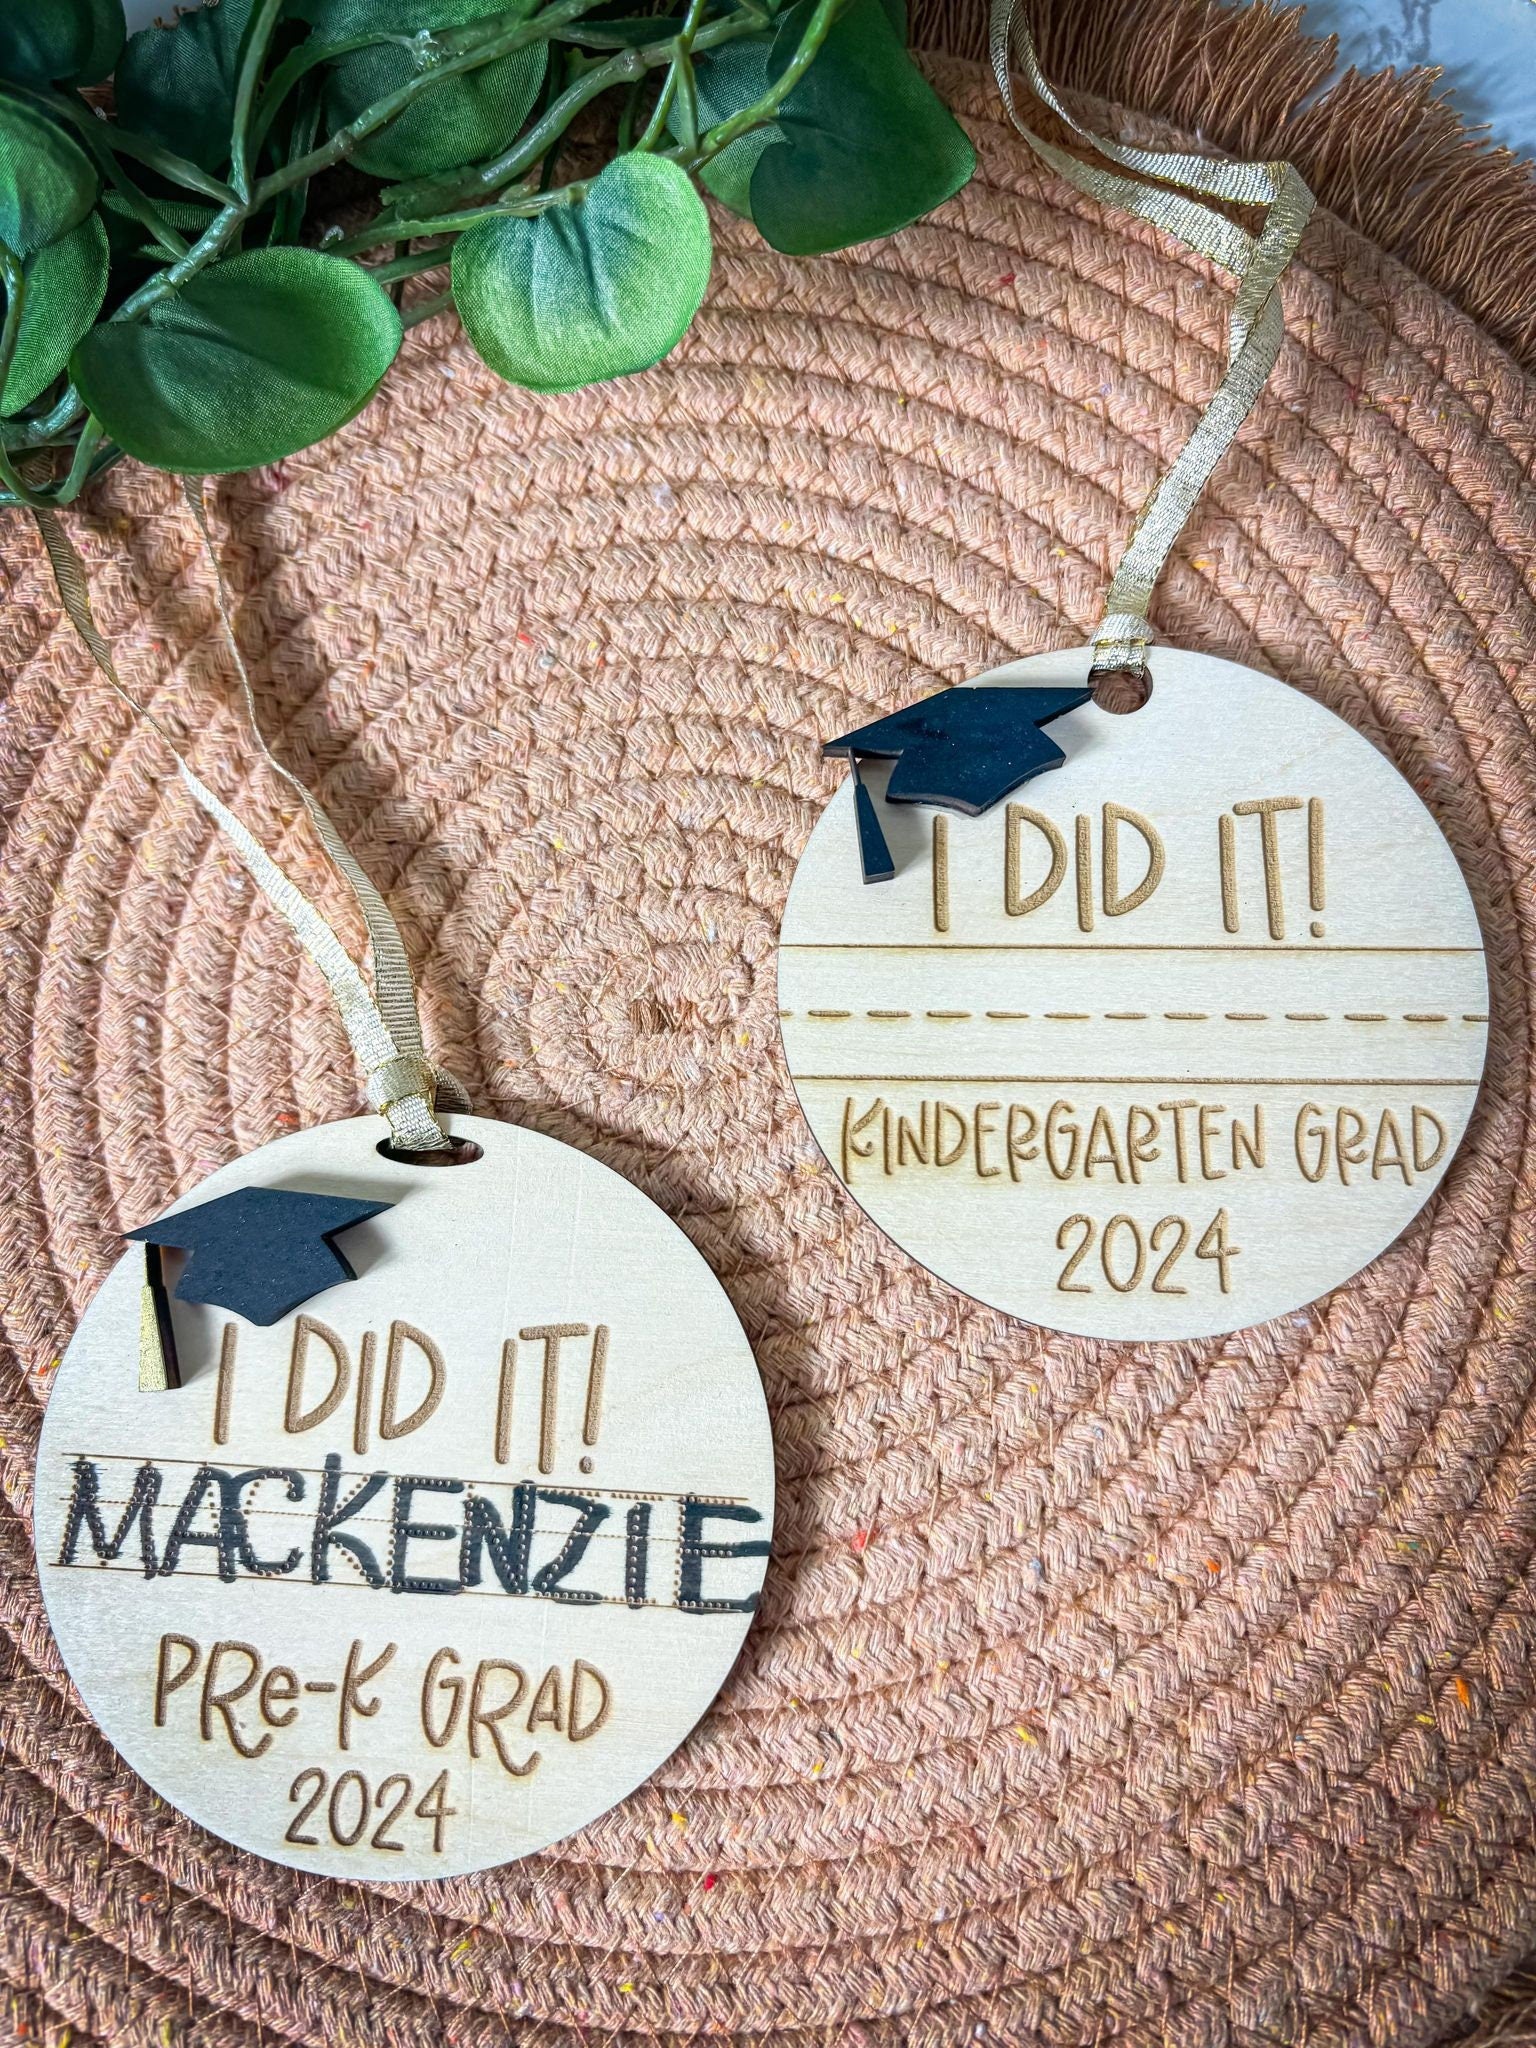 I DID IT!
KINDERGARTEN GRAD
2024
I DID IT!
MACKENZIE
PRe-K GRAD
2024